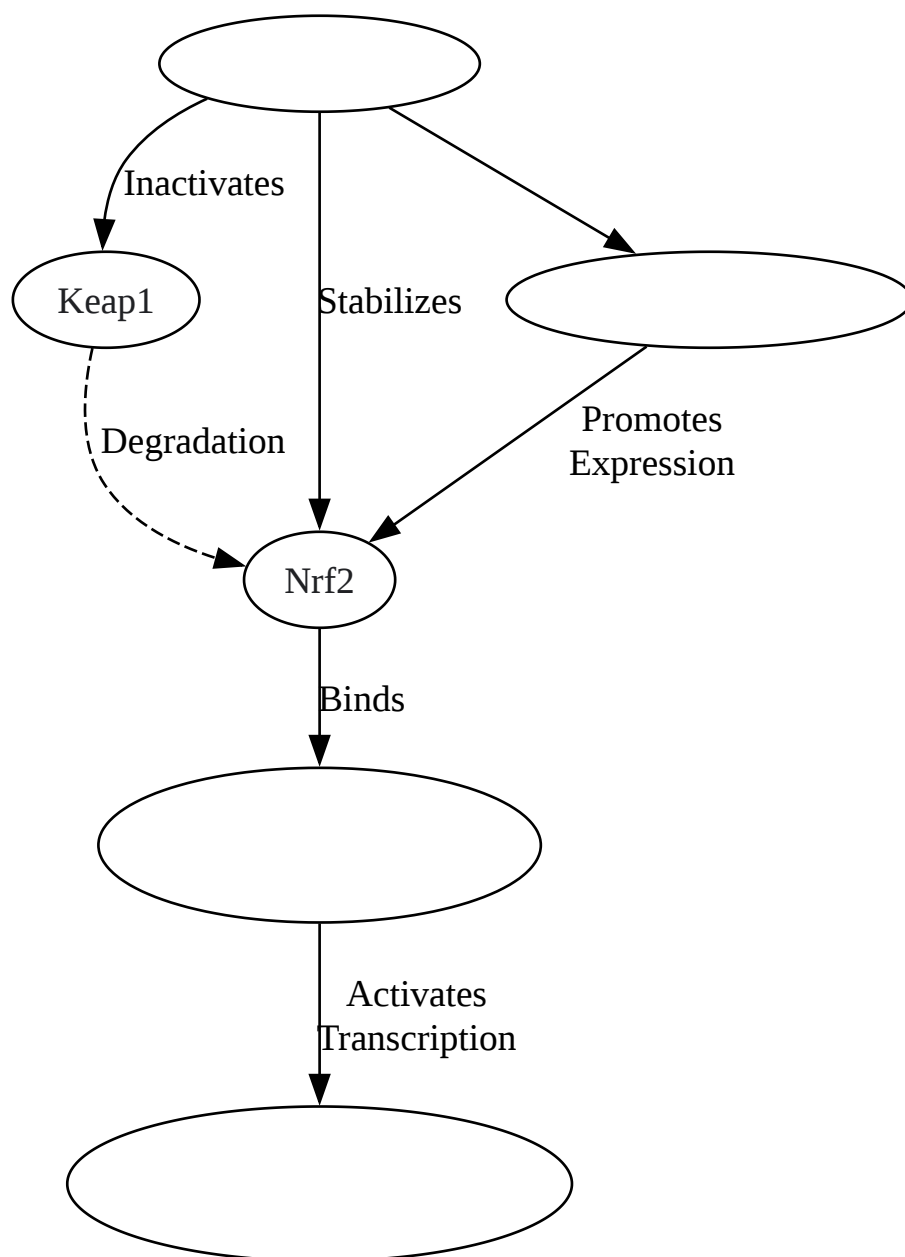 Inactivates
Keap1
Stabilizes
Promotes
Expression
Degradation
Nrf2
Binds
Activates
Transcription